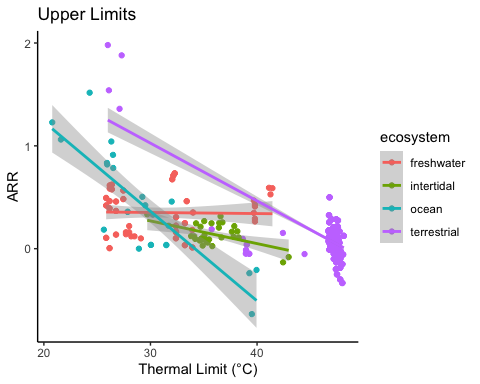 Upper Limits
2
1
0
ARR
20
30
40
Thermal Limit (°C)
ecosystem
freshwater
intertidal
ocean
terrestrial